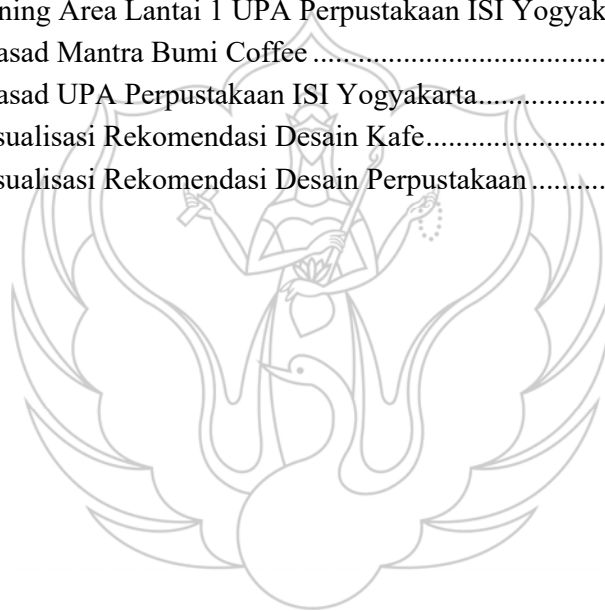 ning Area Lantai 1 UPA Perpustakaan ISI Yogyak
asad Mantra Bumi Coffee ....................................
asad UPA Perpustakaan ISI Yogyakarta...............
sualisasi Rekomendasi Desain Kafe......................
sualisasi Rekomendasi Desain Perpustakaan ..........